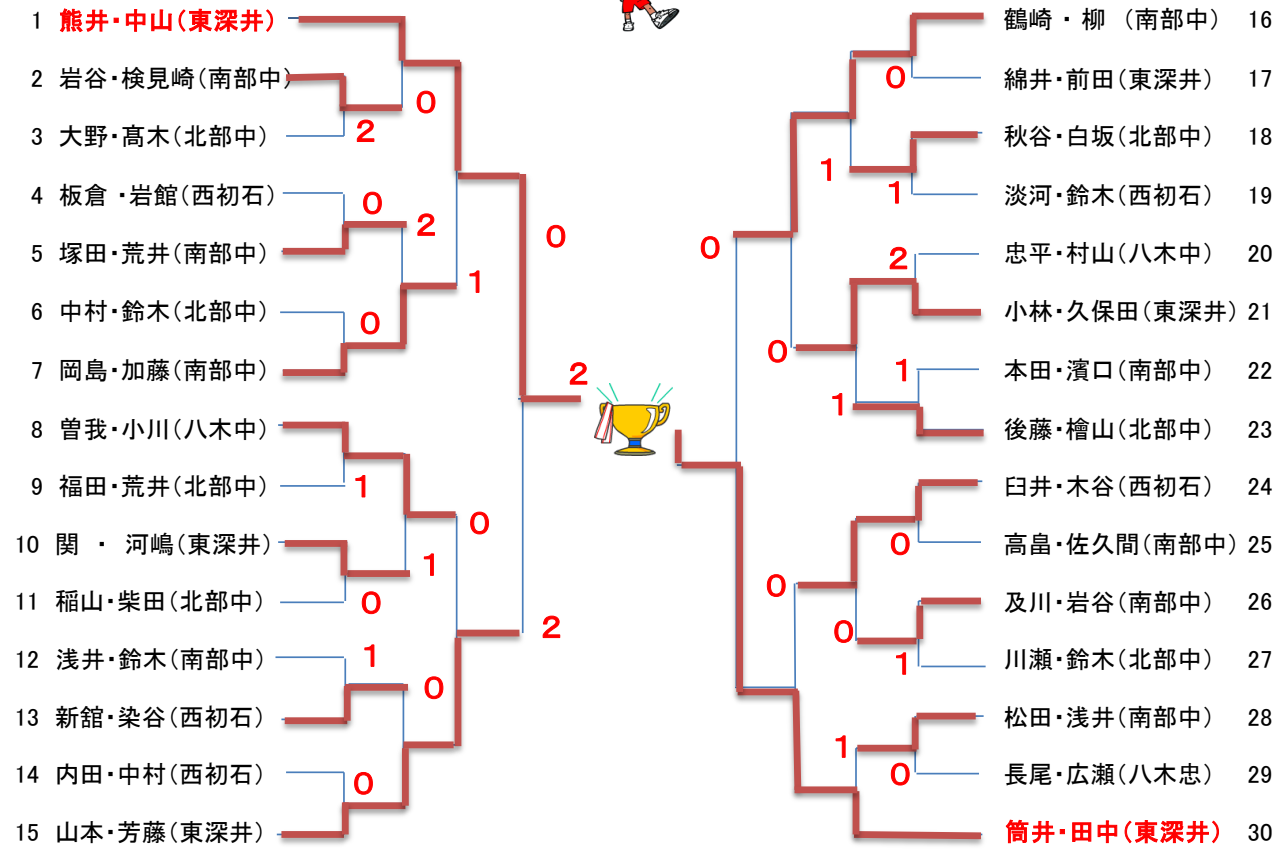 1 熊井・中山(東深井)
2 岩谷・検見崎(南部中)
0
3 大野・髙木(北部中)
2
4 板倉 ・岩館(西初石)
0
2
5 塚田・荒井(南部中)
0
1
6 中村・鈴木(北部中)
0
7 岡島・加藤(南部中)
2
8 曽我・小川(八木中)
9 福田・荒井(北部中)
1
0
10 関 ・ 河嶋(東深井)
1
11 稲山・柴田(北部中)
0
2
12 浅井・鈴木(南部中)
1
0
13 新舘・染谷(西初石)
14 内田・中村(西初石)
0
15 山本・芳藤(東深井)
鶴崎 ・ 柳 (南部中) 16
0
綿井・前田(東深井) 17
秋谷・白坂(北部中) 18
1
1
淡河・鈴木(西初石) 19
0
2
忠平・村山(八木中) 20
小林・久保田(東深井) 21
0
1
本田・濱口(南部中) 22
1
後藤・檜山(北部中) 23
臼井・木谷(西初石) 24
0
高畠・佐久間(南部中) 25
0
及川・岩谷(南部中) 26
0
1
川瀬・鈴木(北部中) 27
松田・浅井(南部中) 28
1
0
長尾・広瀬(八木忠) 29
筒井・田中(東深井) 30